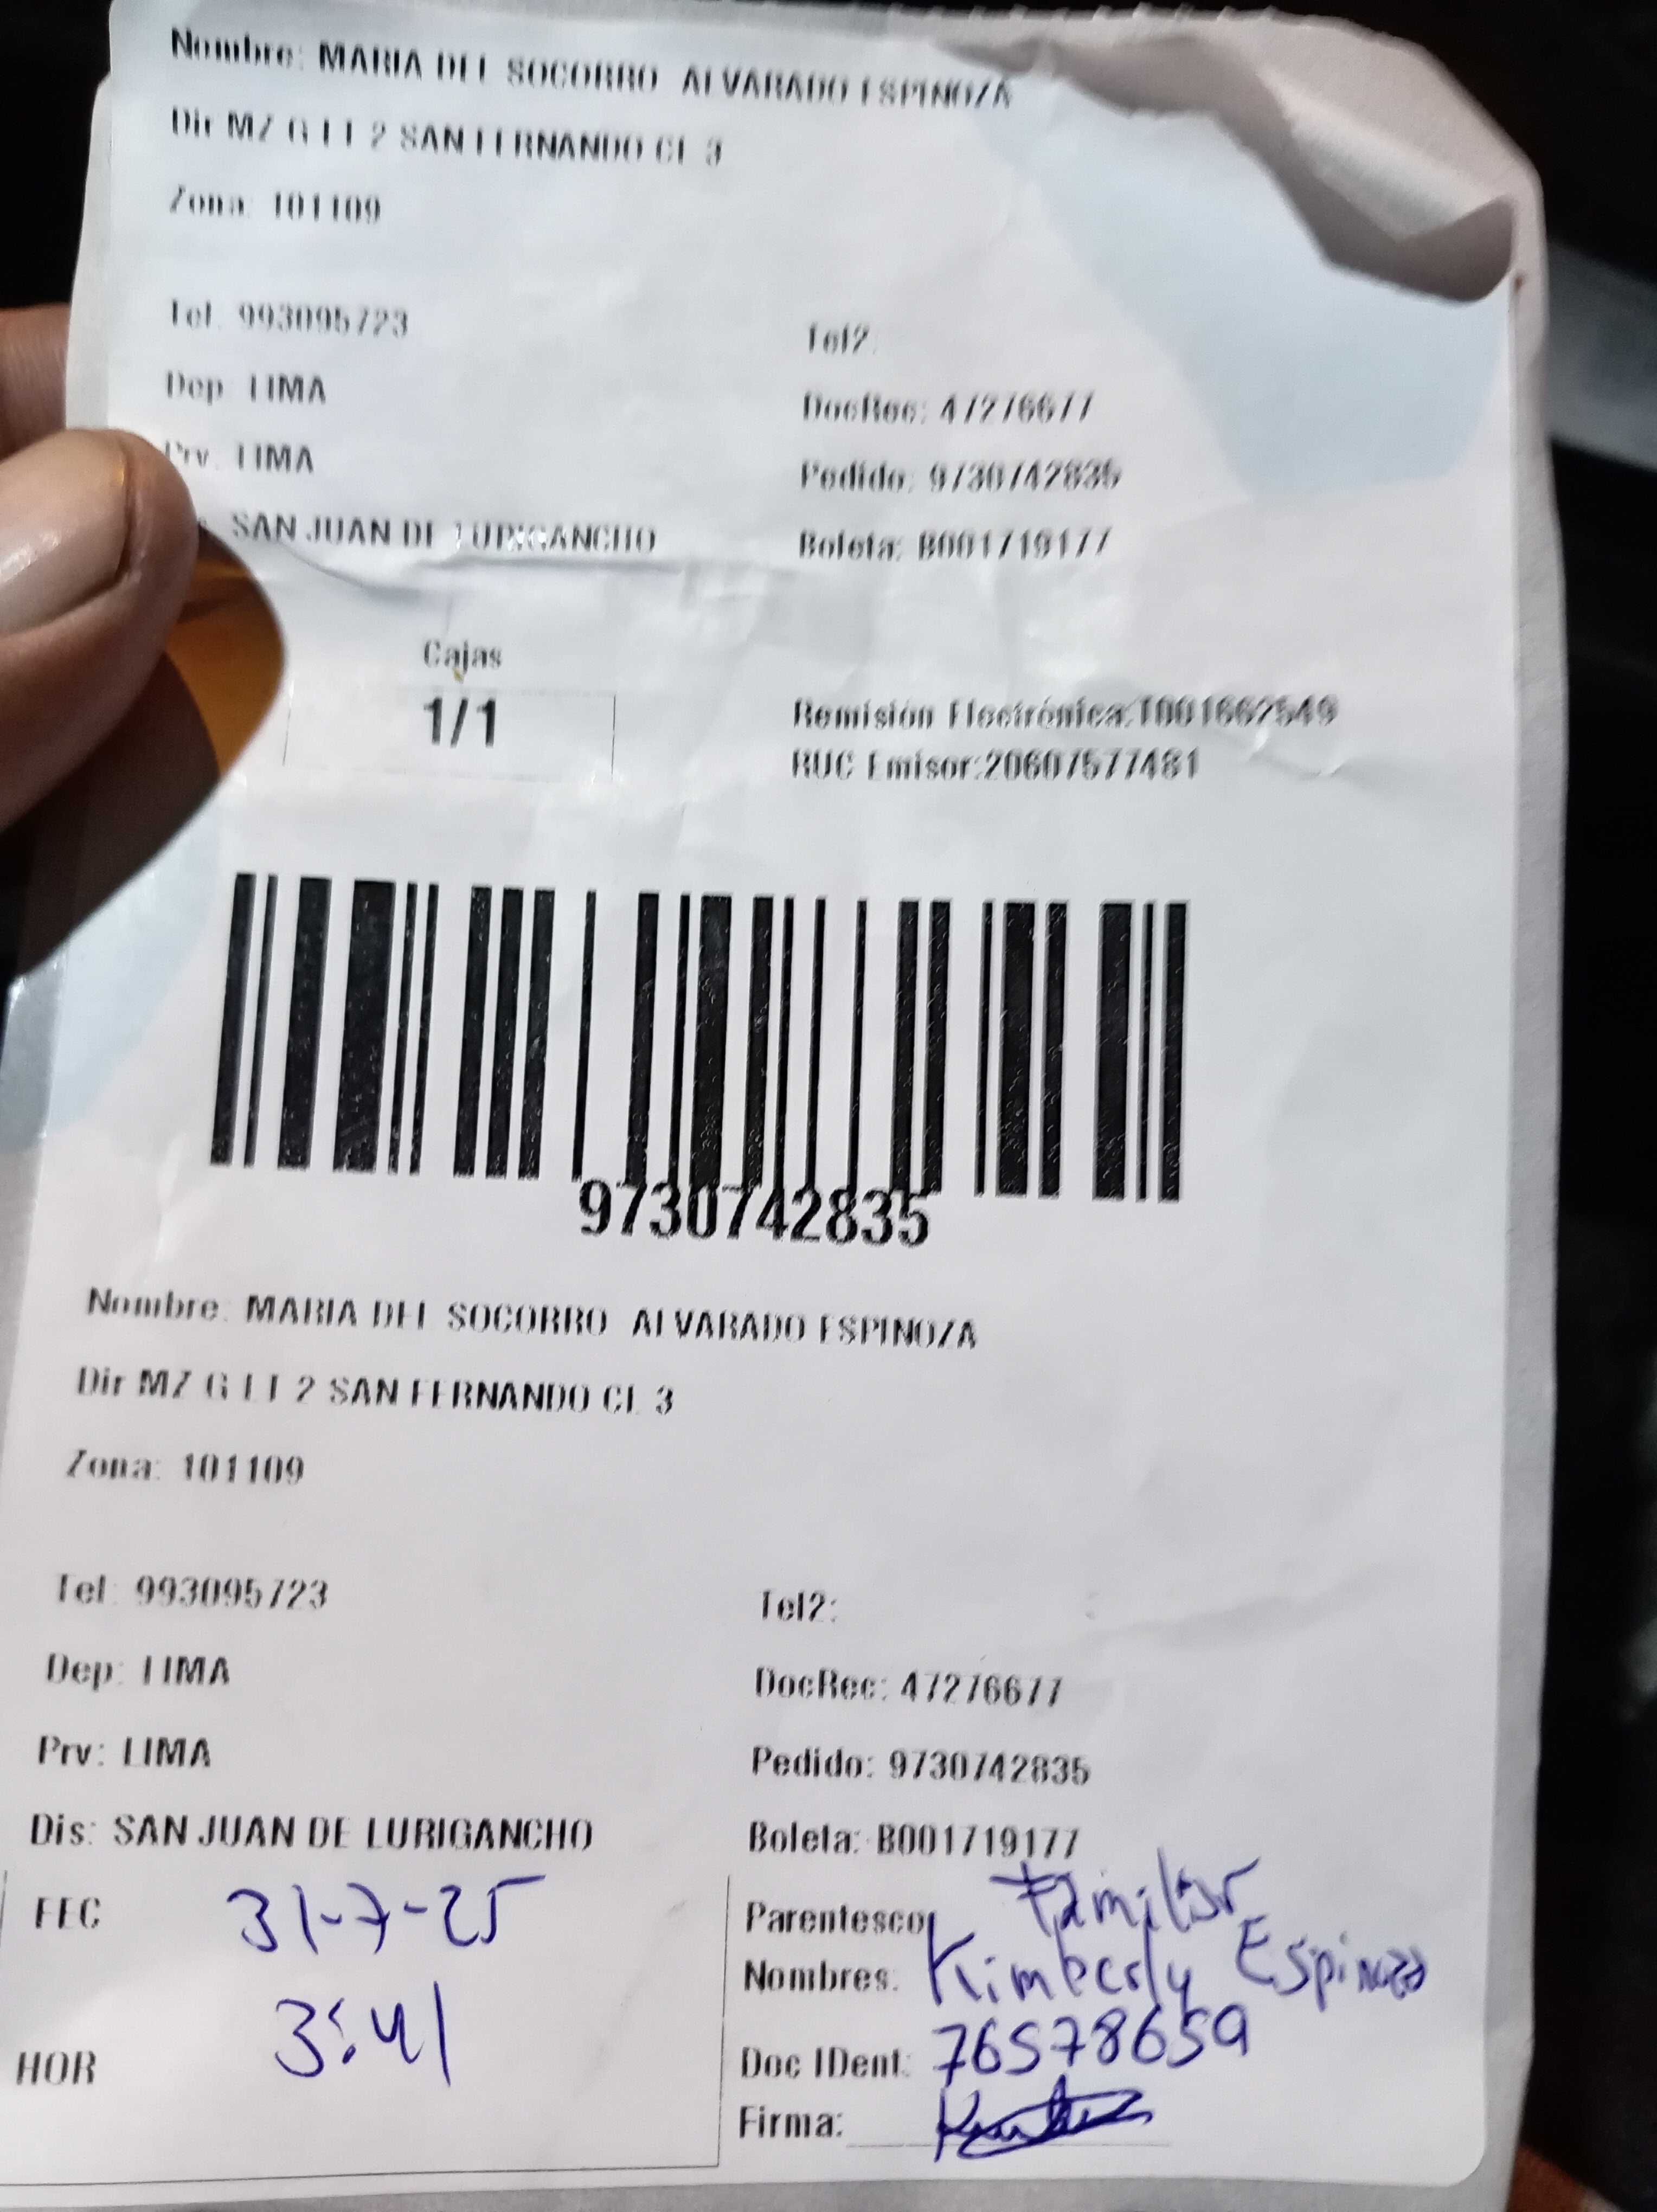 Nombre: MARIA DEL SOCORRO ALVARADO ESPINOZA
Dir MZ G LT 2 SAN FERNANDO CL 3
Zona: 101109
Tel: 993095723
Tel2:
Dep: LIMA
DocRec: 47276677
Prv: LIMA
Pedido: 9730742835
SAN JUAN DE LURIGANCHO
Boleta: B001719177
Cajas
1/1
Remisión Electrónica:T001662549
RUC Emisor:20607577481
9730742835
Nombre: MARIA DEL SOCORRO ALVARADO ESPINOZA
Dir MZ G LT 2 SAN FERNANDO CL 3
Zona: 101109
Tel: 993095723
Tel2:
Dep: LIMA
DocRec: 47276677
Prv: LIMA
Pedido: 9730742835
Dis: SAN JUAN DE LURIGANCHO
Boleta: B001719177
FEC 31-7-25
Parentesco Familiar
Nombres: Kimberly Espinoza
HOR 3:41
Doc IDent: 76578659
Firma: